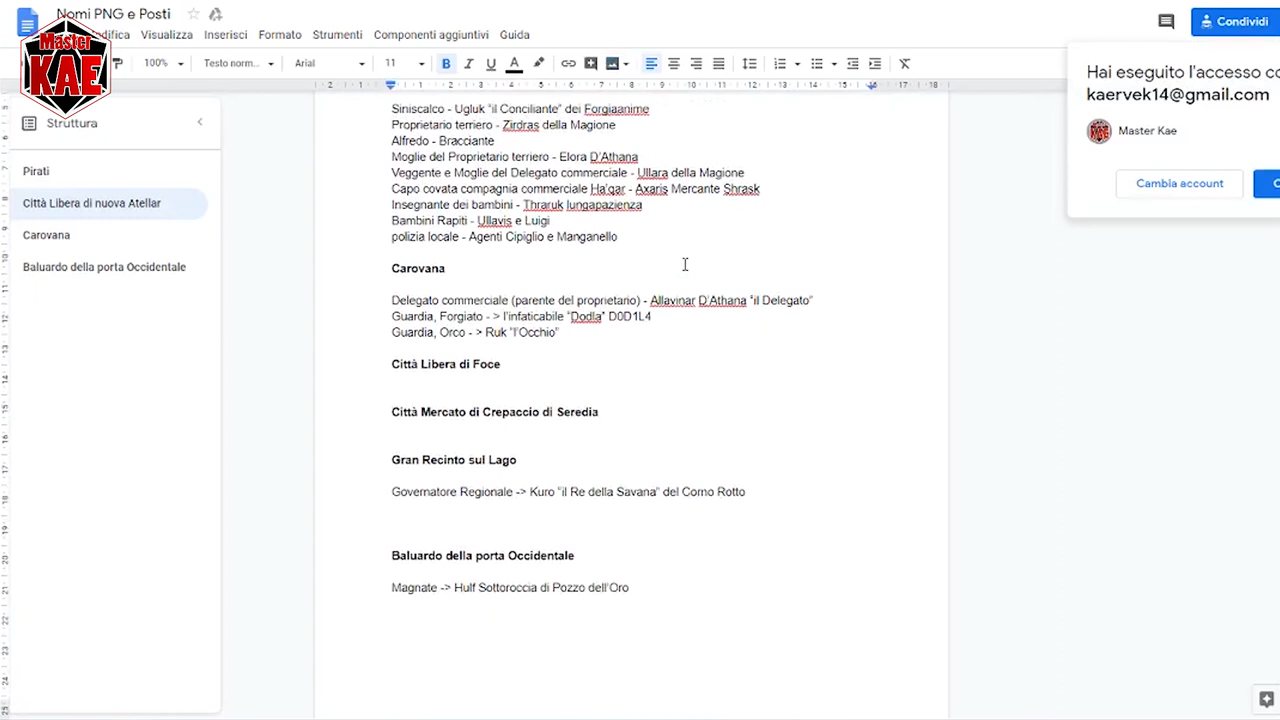 Nomi PNG e Posti
Modifica Visualizza Inserisci Formato Strumenti Componenti aggiuntivi Guida
Condividi
100% Testo norm... Arial 11
Master
KAE
Hai eseguito l'accesso co
kaervek14@gmail.com
Master Kae
Cambia account
Struttura
Pirati
Città Libera di nuova Atellar
Carovana
Baluardo della porta Occidentale
Siniscalco - Ugluk "il Conciliante" dei Forgiaanime
Proprietario terriero - Zirdras della Magione
Alfredo - Bracciante
Moglie del Proprietario terriero - Elora D'Athana
Veggente e Moglie del Delegato commerciale - Ullara della Magione
Capo covata compagnia commerciale Ha'qar - Axaris Mercante Shrask
Insegnante dei bambini - Thraruk lungapazienza
Bambini Rapiti - Ullavis e Luigi
polizia locale - Agenti Cipiglio e Manganello
Carovana
Delegato commerciale (parente del proprietario) - Allavinar D'Athana "il Delegato"
Guardia, Forgiato - > l'infaticabile "Dodla" D0D1L4
Guardia, Orco - > Ruk "l'Occhio"
Città Libera di Foce
Città Mercato di Crepaccio di Seredia
Gran Recinto sul Lago
Governatore Regionale -> Kuro "il Re della Savana" del Corno Rotto
Baluardo della porta Occidentale
Magnate -> Hulf Sottoroccia di Pozzo dell'Oro